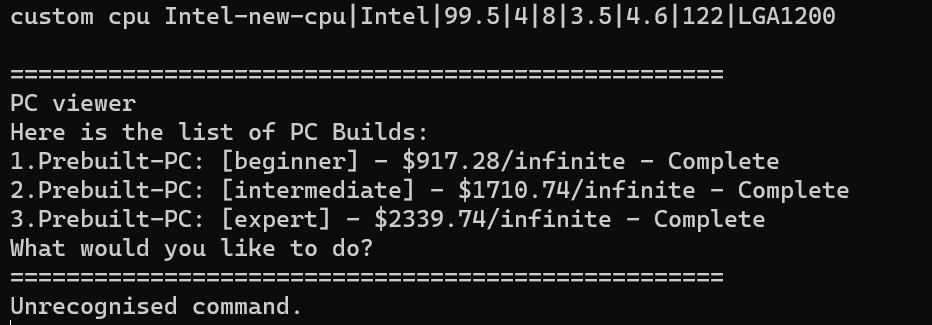 custom cpu Intel-new-cpu|Intel|99.5|4|8|3.5|4.6|122|LGA1200
===================================================
PC viewer
Here is the list of PC Builds:
1.Prebuilt-PC: [beginner] - $917.28/infinite - Complete
2.Prebuilt-PC: [intermediate] - $1710.74/infinite - Complete
3.Prebuilt-PC: [expert] - $2339.74/infinite - Complete
What would you like to do?
===================================================
Unrecognised command.